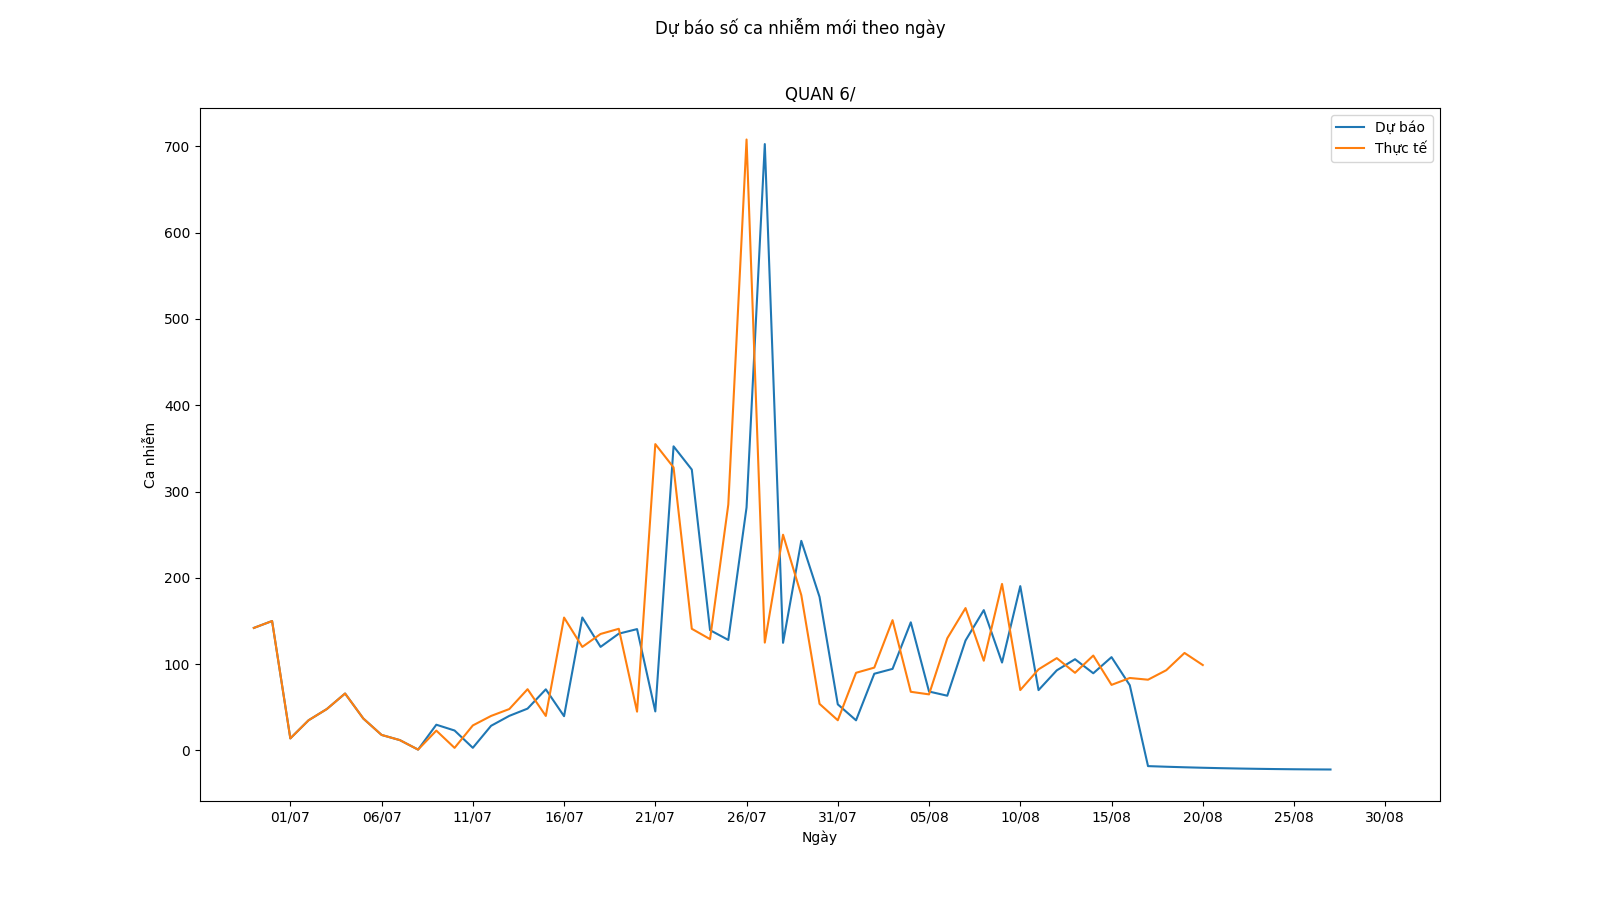 Dự báo số ca nhiễm mới theo ngày
QUAN 6/
Dự báo
Thực tế
Ca nhiễm
700
600
500
400
300
200
100
0
01/07 06/07 11/07 16/07 21/07 26/07 31/07 05/08 10/08 15/08 20/08 25/08 30/08
Ngày